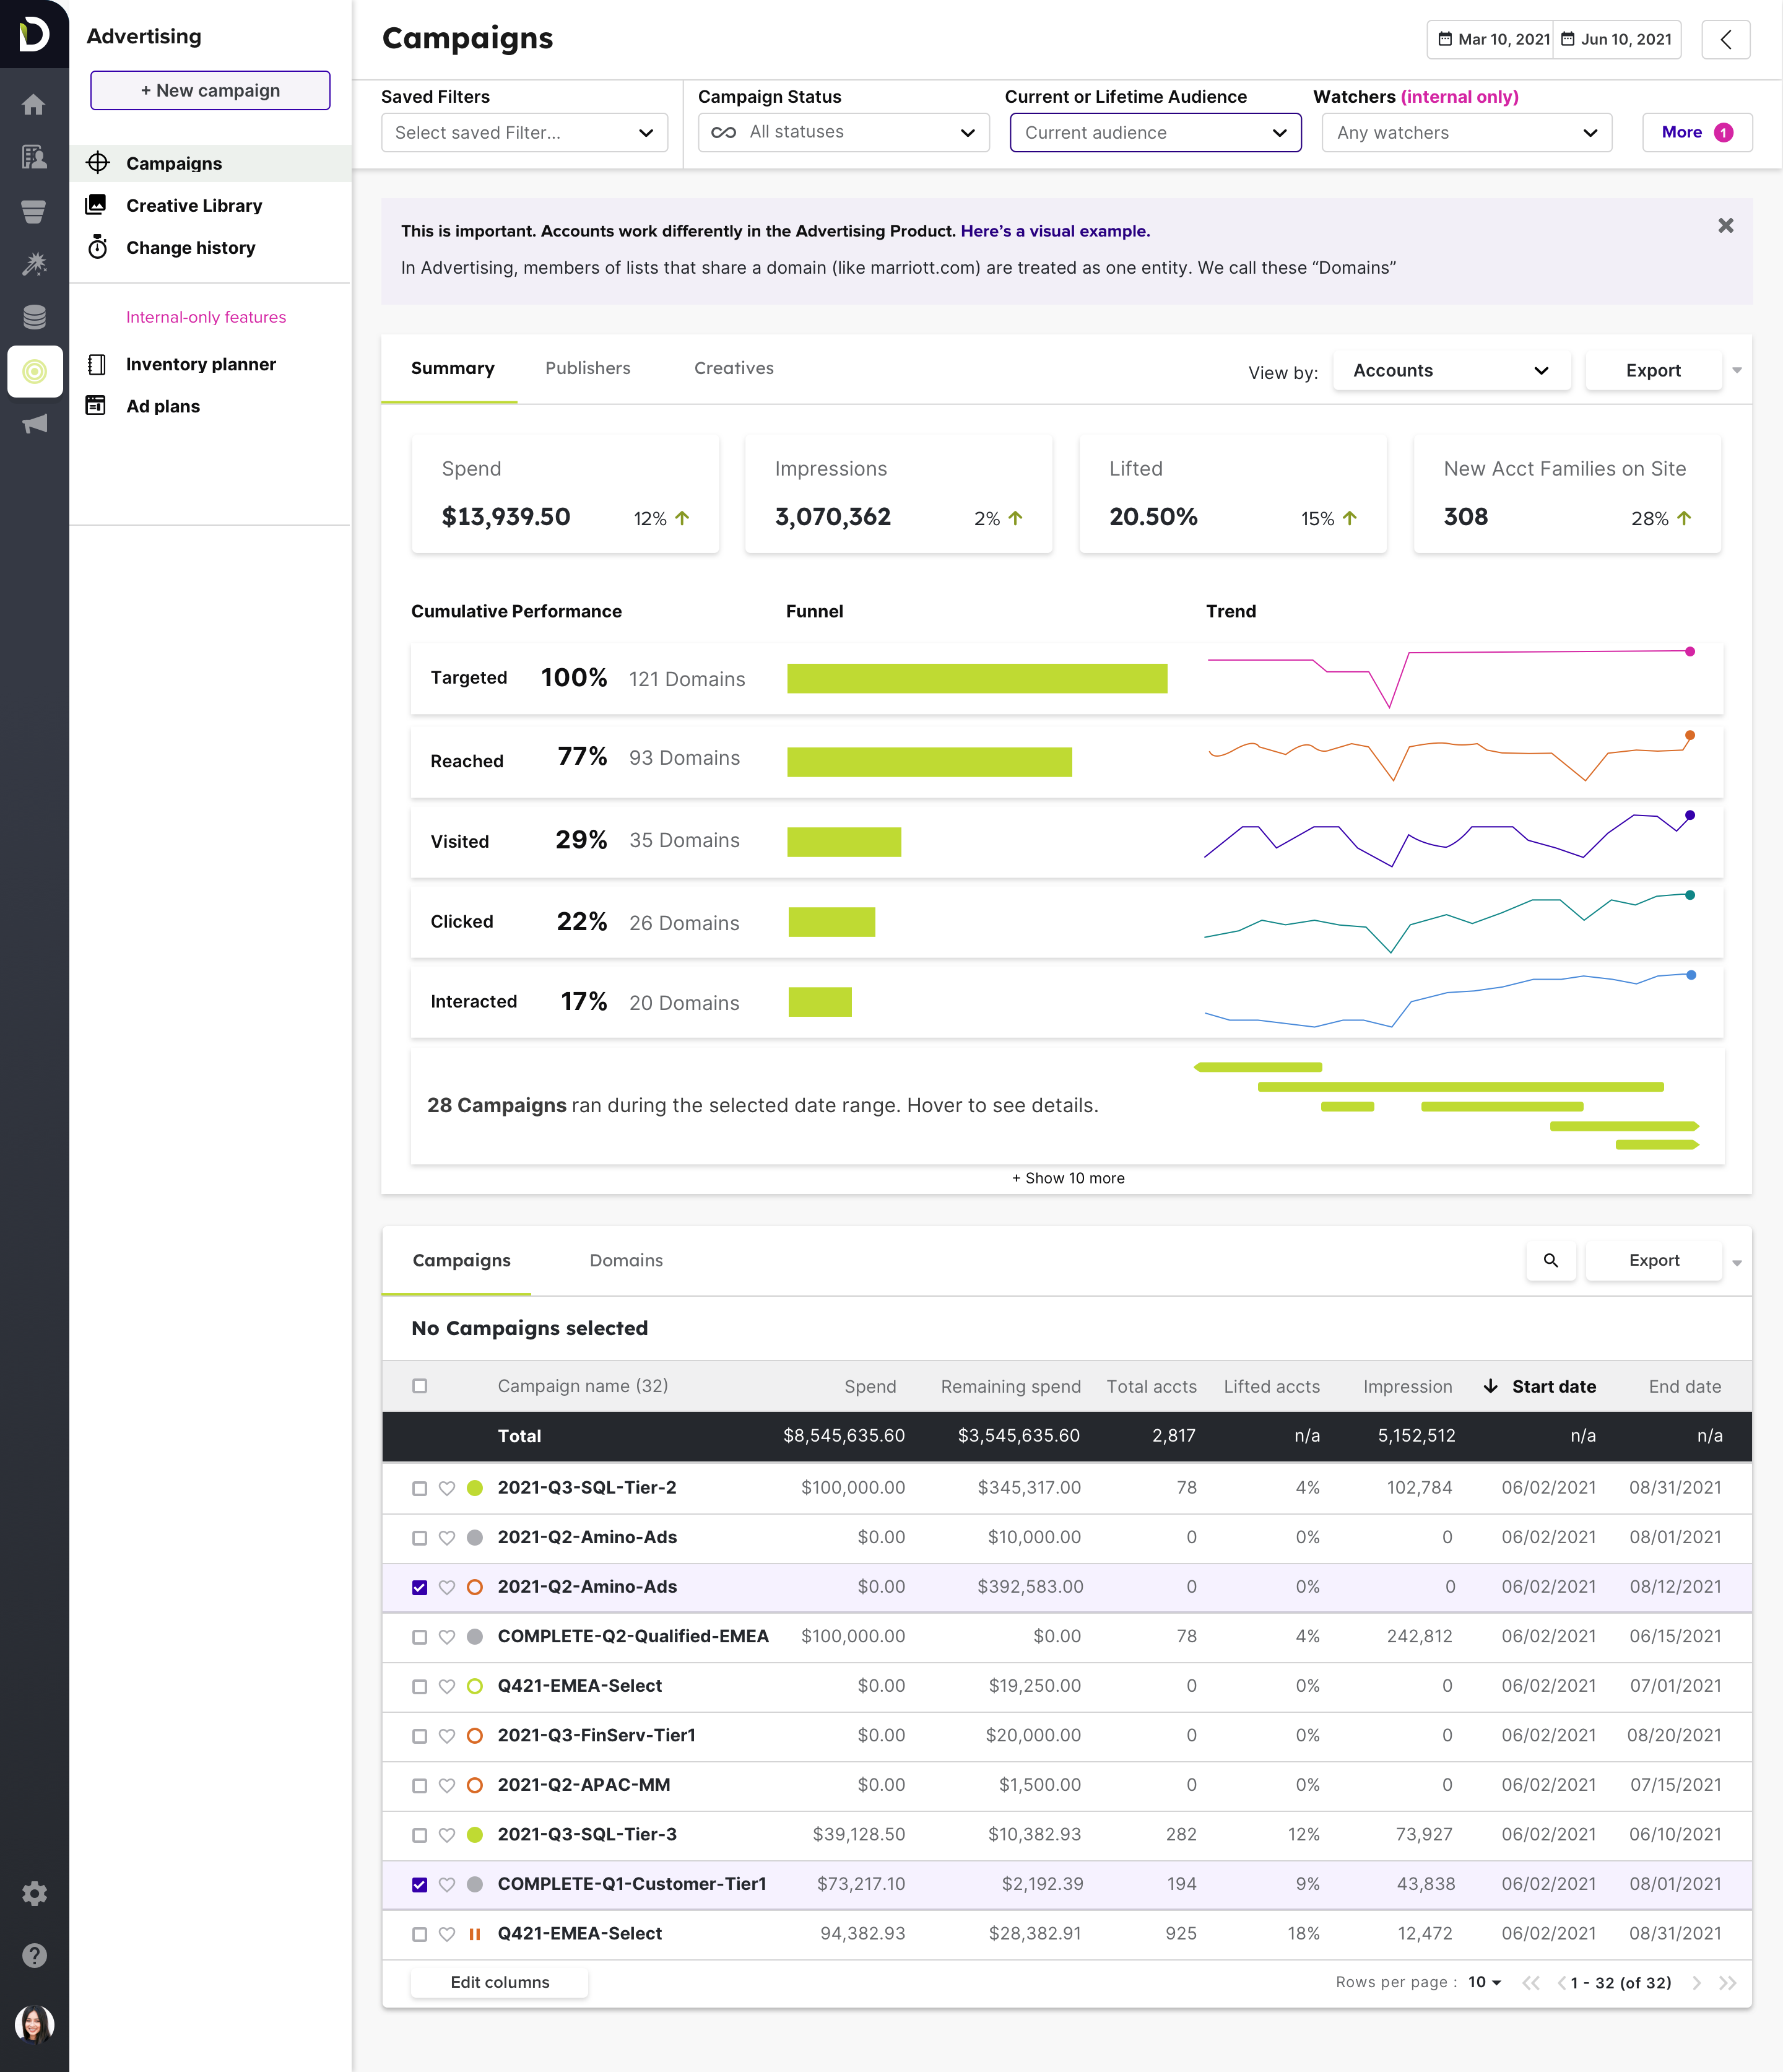 Advertising
+ New campaign
Campaigns
Creative Library
Change history
Internal-only features
Inventory planner
Ad plans
Campaigns
Mar 10, 2021
Jun 10, 2021
Saved Filters
Select saved Filter...
Campaign Status
All statuses
Current or Lifetime Audience
Current audience
Watchers (internal only)
Any watchers
More 1
This is important. Accounts work differently in the Advertising Product. Here's a visual example.
In Advertising, members of lists that share a domain (like marriott.com) are treated as one entity. We call these “Domains”
Summary
Publishers
Creatives
View by:
Accounts
Export
Spend
$13,939.50 12%
Impressions
3,070,362 2%
Lifted
20.50% 15%
New Acct Families on Site
308 28%
Cumulative Performance Funnel Trend
Targeted 100% 121 Domains
Reached 77% 93 Domains
Visited 29% 35 Domains
Clicked 22% 26 Domains
Interacted 17% 20 Domains
28 Campaigns ran during the selected date range. Hover to see details.
+ Show 10 more
Campaigns
Domains
Export
No Campaigns selected
Campaign name (32) Spend Remaining spend Total accts Lifted accts Impression Start date End date
Total $8,545,635.60 $3,545,635.60 2,817 n/a 5,152,512 n/a n/a
2021-Q3-SQL-Tier-2 $100,000.00 $345,317.00 78 4% 102,784 06/02/2021 08/31/2021
2021-Q2-Amino-Ads $0.00 $10,000.00 0 0% 0 06/02/2021 08/01/2021
2021-Q2-Amino-Ads $0.00 $392,583.00 0 0% 0 06/02/2021 08/12/2021
COMPLETE-Q2-Qualified-EMEA $100,000.00 $0.00 78 4% 242,812 06/02/2021 06/15/2021
Q421-EMEA-Select $0.00 $19,250.00 0 0% 0 06/02/2021 07/01/2021
2021-Q3-FinServ-Tier1 $0.00 $20,000.00 0 0% 0 06/02/2021 08/20/2021
2021-Q2-APAC-MM $0.00 $1,500.00 0 0% 0 06/02/2021 07/15/2021
2021-Q3-SQL-Tier-3 $39,128.50 $10,382.93 282 12% 73,927 06/02/2021 06/10/2021
COMPLETE-Q1-Customer-Tier1 $73,217.10 $2,192.39 194 9% 43,838 06/02/2021 08/01/2021
Q421-EMEA-Select 94,382.93 $28,382.91 925 18% 12,472 06/02/2021 08/31/2021
Edit columns
Rows per page : 10
1 - 32 (of 32)